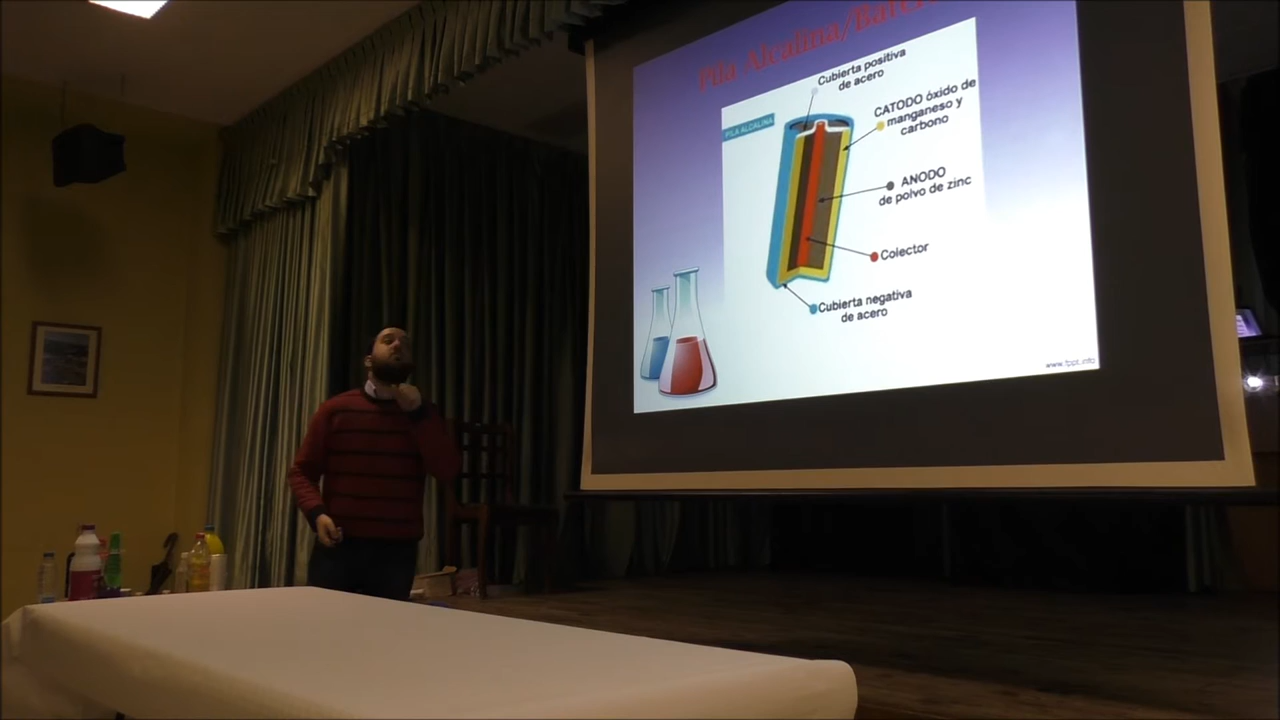 Pila Alcalina/Bater
Cubierta positiva
de acero
PILA ALCALINA
CATODO óxido de
manganeso y
carbono
ANODO
de polvo de zinc
Colector
Cubierta negativa
de acero
www.fppt.info